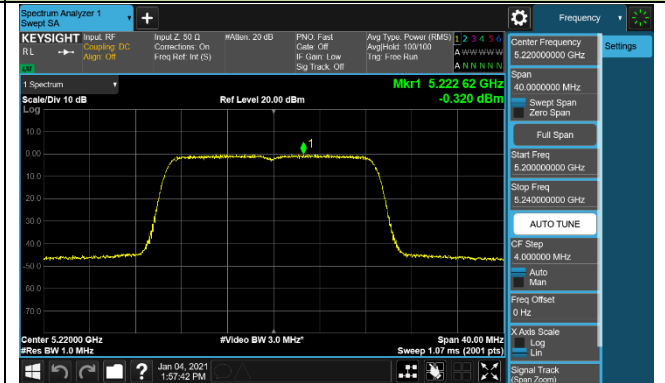 Spectrum Analyzer 1
Swept SA
Frequency
KEYSIGHT
RL
Input: RF
Coupling: DC
Align: Off
Input Z: 50 Ω
Corrections: On
Freq Ref: Int (S)
#Atten: 20 dB
PNO: Fast
Gate: Off
IF Gain: Low
Sig Track: Off
Avg Type: Power (RMS)
Avg|Hold: 100/100
Trig: Free Run
1 2 3 4 5 6
A W W W W W
A N N N N N
1 Spectrum
Mkr1 5.222 62 GHz
Scale/Div 10 dB
Ref Level 20.00 dBm
-0.320 dBm
Log
10.0
0.00
1
-10.0
-20.0
-30.0
-40.0
-50.0
-60.0
-70.0
Center 5.22000 GHz
#Video BW 3.0 MHz*
Span 40.00 MHz
#Res BW 1.0 MHz
Sweep 1.07 ms (2001 pts)
Jan 04, 2021
1:57:42 PM
Center Frequency
5.220000000 GHz
Settings
Span
40.0000000 MHz
Swept Span
Zero Span
Full Span
Start Freq
5.200000000 GHz
Stop Freq
5.240000000 GHz
AUTO TUNE
CF Step
4.000000 MHz
Auto
Man
Freq Offset
0 Hz
X Axis Scale
Log
Lin
Signal Track
(Span Zoom)